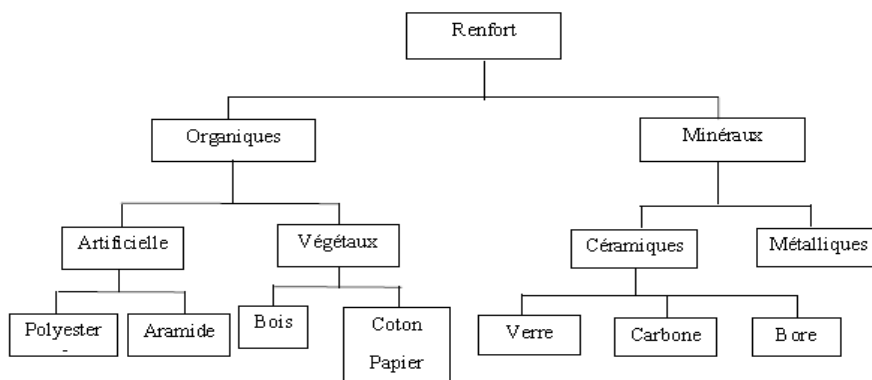 Renfort
Organiques
Minéraux
Artificielle
Végétaux
Céramiques
Métalliques
Polyester
-
Aramide
Bois
Coton
Papier
Verre
Carbone
Bore